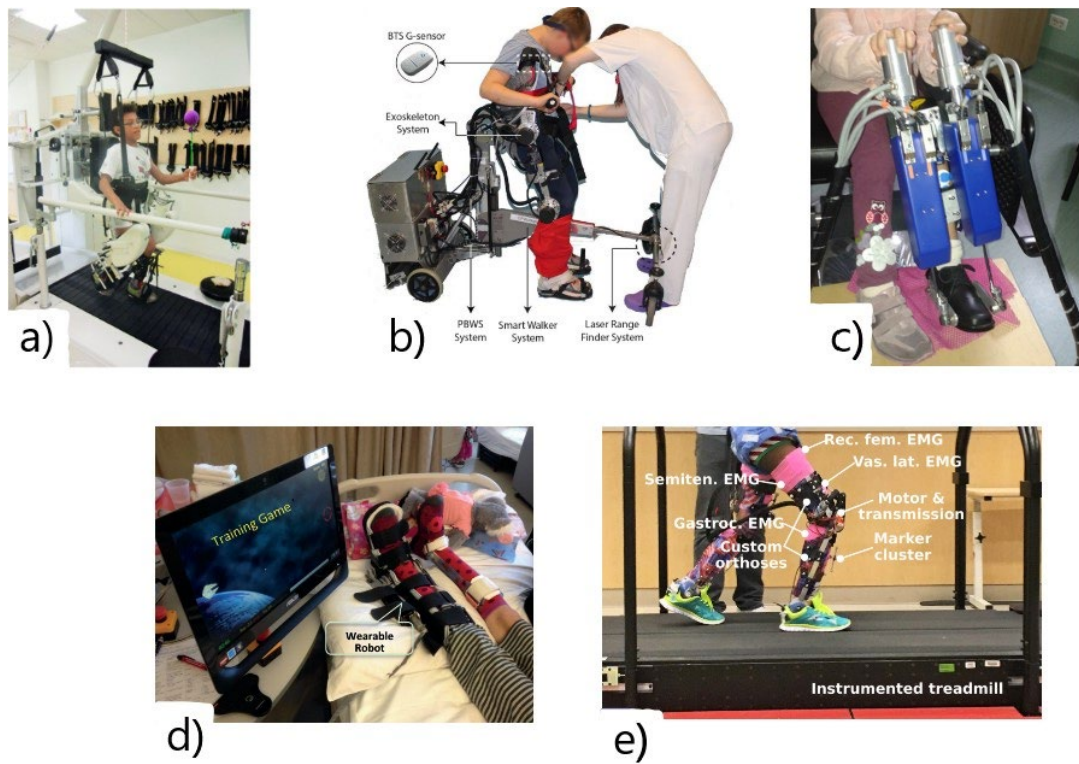 a)
BTS G-sensor
Exoskeleton
System
PBWS
System
Smart Walker
System
Laser Range
Finder System
b)
c)
Training Game
Wearable
Robot
d)
Rec. fem. EMG
Vas. lat. EMG
Semiten. EMG
Motor &
transmission
Gastroc. EMG
Custom
orthoses
Marker
cluster
Instrumented treadmill
e)